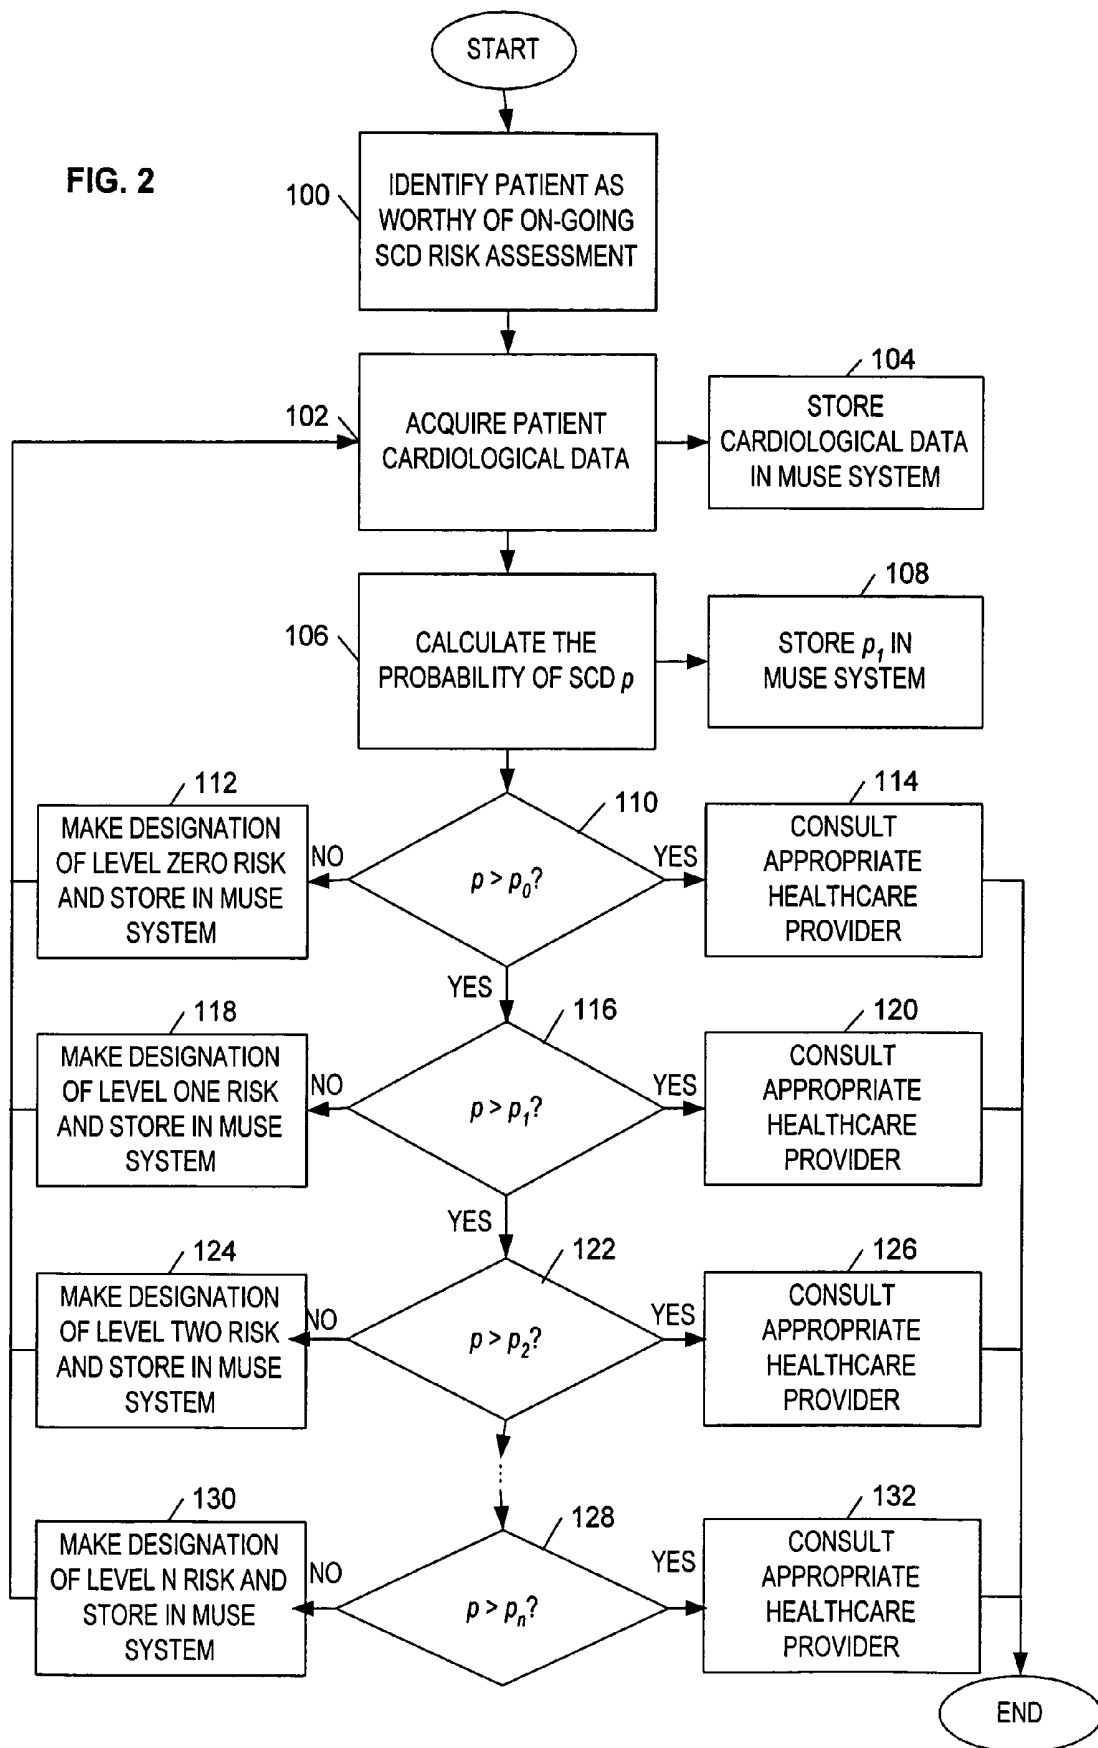 START
FIG. 2
100
IDENTIFY PATIENT AS
WORTHY OF ON-GOING
SCD RISK ASSESSMENT
102
ACQUIRE PATIENT
CARDIOLOGICAL DATA
104
STORE
CARDIOLOGICAL DATA
IN MUSE SYSTEM
106
CALCULATE THE
PROBABILITY OF SCD p
108
STORE p1 IN
MUSE SYSTEM
112
MAKE DESIGNATION
OF LEVEL ZERO RISK
AND STORE IN MUSE
SYSTEM
NO
110
p > p0?
YES
114
CONSULT
APPROPRIATE
HEALTHCARE
PROVIDER
YES
118
MAKE DESIGNATION
OF LEVEL ONE RISK
AND STORE IN MUSE
SYSTEM
NO
116
p > p1?
YES
120
CONSULT
APPROPRIATE
HEALTHCARE
PROVIDER
YES
124
MAKE DESIGNATION
OF LEVEL TWO RISK
AND STORE IN MUSE
SYSTEM
NO
122
p > p2?
YES
126
CONSULT
APPROPRIATE
HEALTHCARE
PROVIDER
130
MAKE DESIGNATION
OF LEVEL N RISK AND
STORE IN MUSE
SYSTEM
NO
128
p > pn?
YES
132
CONSULT
APPROPRIATE
HEALTHCARE
PROVIDER
END